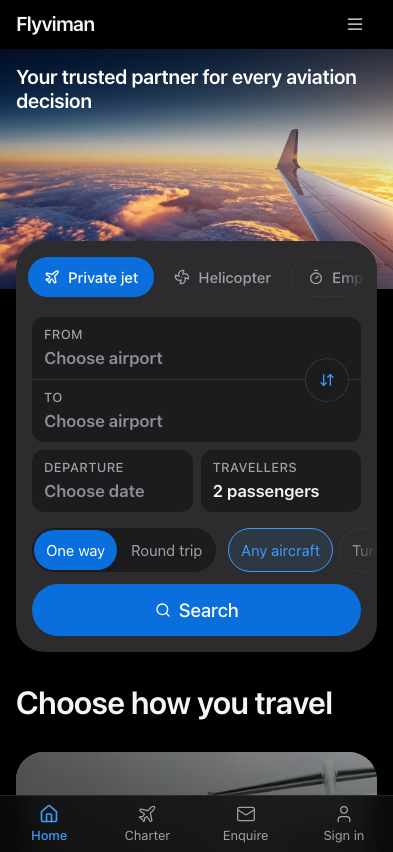 Flyviman
Your trusted partner for every aviation
decision
Private jet
Helicopter
Emp
FROM
Choose airport
TO
Choose airport
DEPARTURE
Choose date
TRAVELLERS
2 passengers
One way
Round trip
Any aircraft
Tur
Search
Choose how you travel
Home
Charter
Enquire
Sign in